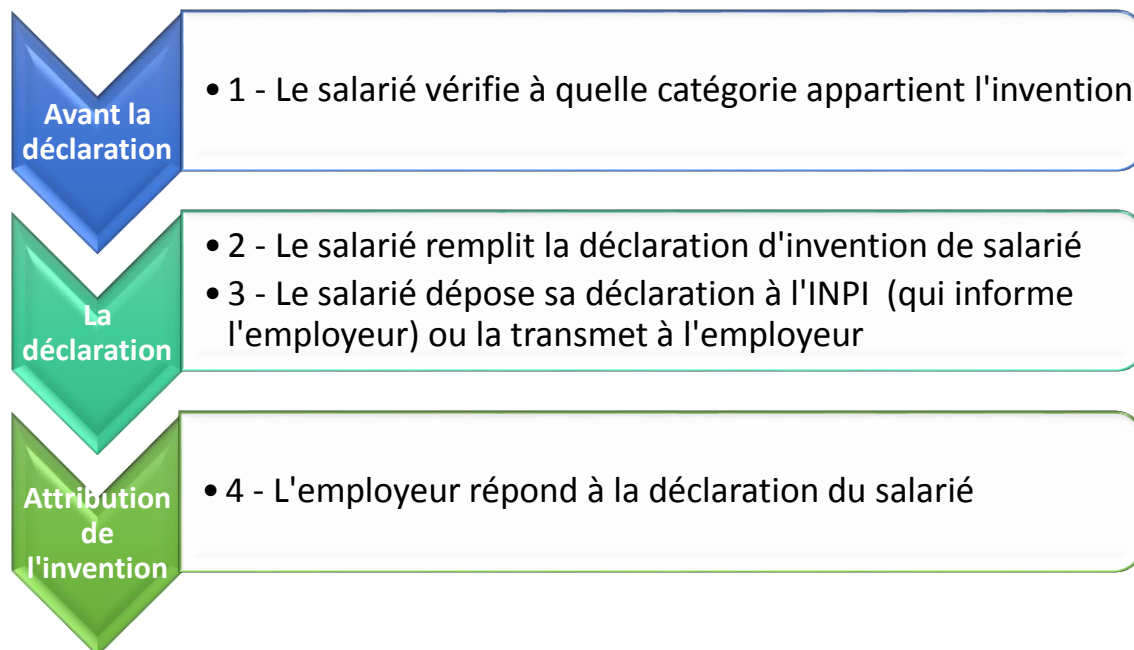 Avant la
déclaration
• 1 - Le salarié vérifie à quelle catégorie appartient l'invention
La
déclaration
• 2 - Le salarié remplit la déclaration d'invention de salarié
• 3 - Le salarié dépose sa déclaration à l'INPI (qui informe
l'employeur) ou la transmet à l'employeur
Attribution
de
l'invention
• 4 - L'employeur répond à la déclaration du salarié